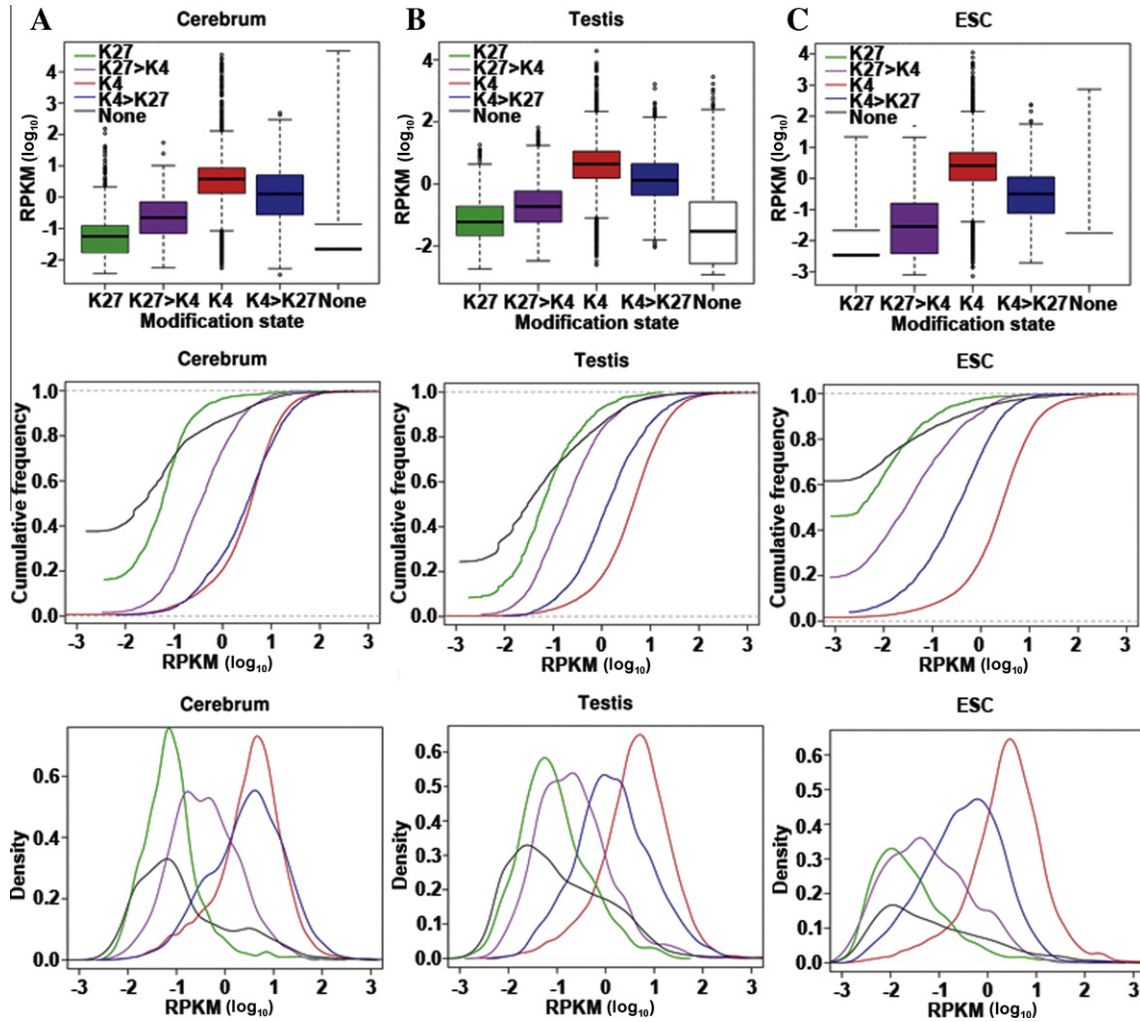 A Cerebrum
RPKM (log10)
K27
K27>K4
K4
K4>K27
None
4
3
2
1
0
-1
-2
K27 K27>K4 K4 K4>K27 None
Modification state
B Testis
RPKM (log10)
K27
K27>K4
K4
K4>K27
None
4
2
0
-2
K27 K27>K4 K4 K4>K27 None
Modification state
C ESC
RPKM (log10)
K27
K27>K4
K4
K4>K27
None
4
3
2
1
0
-1
-2
-3
K27 K27>K4 K4 K4>K27 None
Modification state
Cerebrum
Cumulative frequency
1.0
0.8
0.6
0.4
0.2
0.0
-3 -2 -1 0 1 2 3
RPKM (log10)
Testis
Cumulative frequency
1.0
0.8
0.6
0.4
0.2
0.0
-3 -2 -1 0 1 2 3
RPKM (log10)
ESC
Cumulative frequency
1.0
0.8
0.6
0.4
0.2
0.0
-3 -2 -1 0 1 2 3
RPKM (log10)
Cerebrum
Density
0.6
0.4
0.2
0.0
-3 -2 -1 0 1 2 3
RPKM (log10)
Testis
Density
0.6
0.5
0.4
0.3
0.2
0.1
0.0
-3 -2 -1 0 1 2 3
RPKM (log10)
ESC
Density
0.6
0.5
0.4
0.3
0.2
0.1
0.0
-3 -2 -1 0 1 2 3
RPKM (log10)